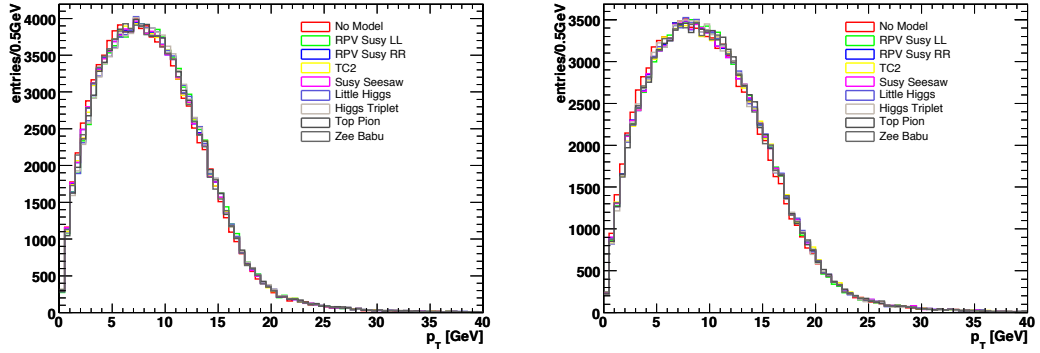 entries/0.5GeV
4000
3500
3000
2500
2000
1500
1000
500
0
0 5 10 15 20 25 30 35 40
p_T [GeV]
No Model
RPV Susy LL
RPV Susy RR
TC2
Susy Seesaw
Little Higgs
Higgs Triplet
Top Pion
Zee Babu
entries/0.5GeV
3500
3000
2500
2000
1500
1000
500
0
0 5 10 15 20 25 30 35 40
p_T [GeV]
No Model
RPV Susy LL
RPV Susy RR
TC2
Susy Seesaw
Little Higgs
Higgs Triplet
Top Pion
Zee Babu